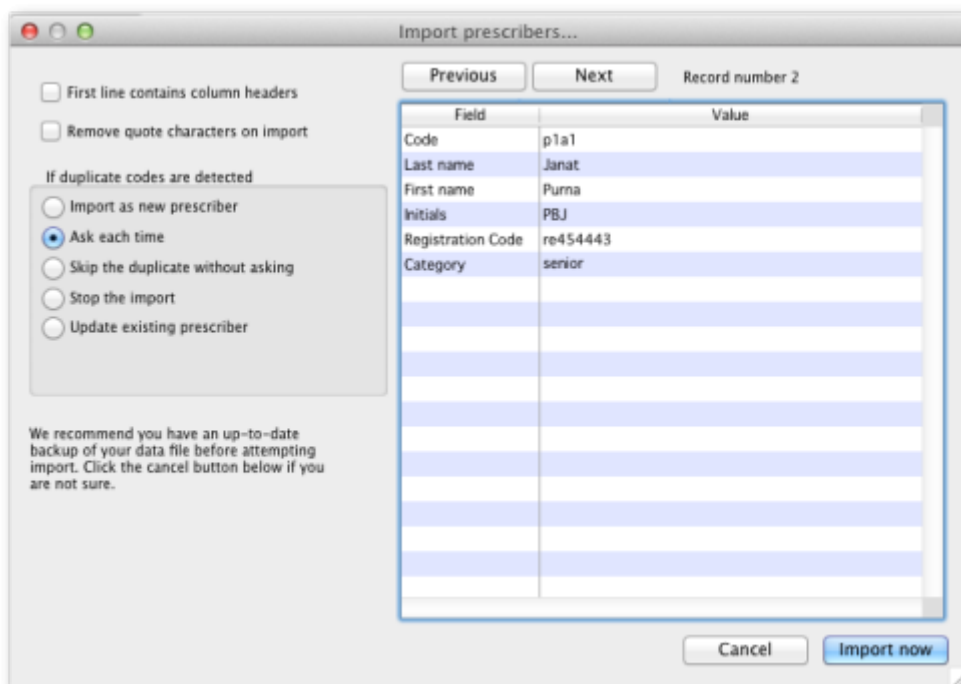 Import prescribers...
First line contains column headers
Remove quote characters on import
If duplicate codes are detected
Import as new prescriber
Ask each time
Skip the duplicate without asking
Stop the import
Update existing prescriber
We recommend you have an up-to-date
backup of your data file before attempting
import. Click the cancel button below if you
are not sure.
Previous Next Record number 2
Field Value
Code p1a1
Last name Janat
First name Purna
Initials PBJ
Registration Code re454443
Category senior
Cancel Import now